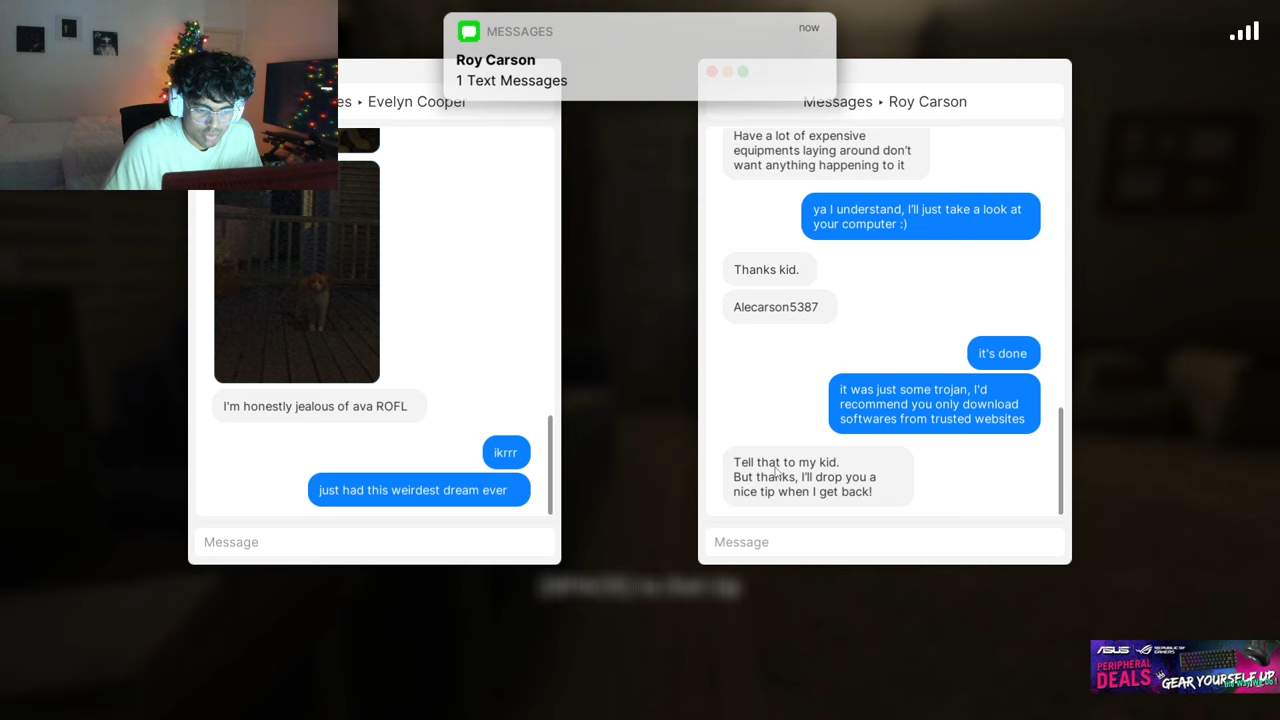 MESSAGES
now
Roy Carson
1 Text Messages
es ▸ Evelyn Cooper
I'm honestly jealous of ava ROFL
ikrrr
just had this weirdest dream ever
Message
Messages ▸ Roy Carson
Have a lot of expensive
equipments laying around don't
want anything happening to it
ya I understand, I'll just take a look at
your computer :)
Thanks kid.
Alecarson5387
it's done
it was just some trojan, I'd
recommend you only download
softwares from trusted websites
Tell that to my kid.
But thanks, I'll drop you a
nice tip when I get back!
Message
ASUS
REPUBLIC OF
GAMERS
PERIPHERAL
DEALS
GEAR YOURSELF UP